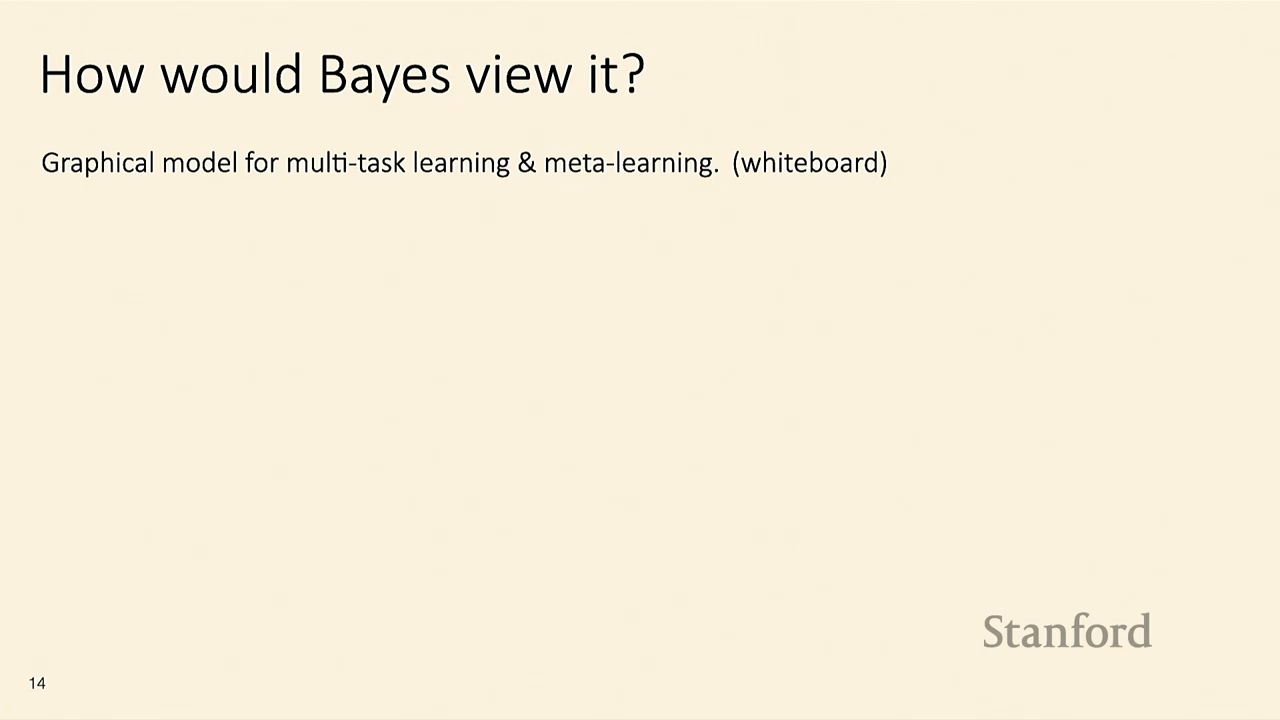 How would Bayes view it?
Graphical model for multi-task learning & meta-learning. (whiteboard)
Stanford
14